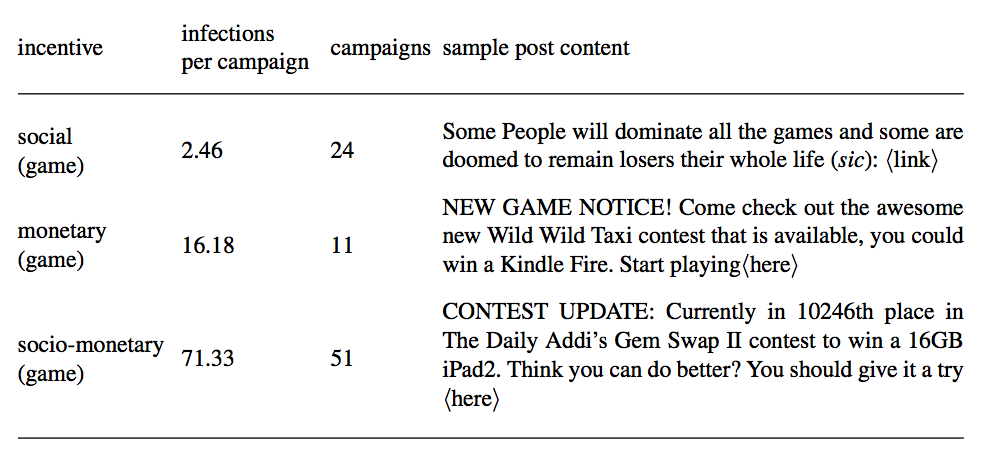 incentive infections per campaign campaigns sample post content
social (game) 2.46 24 Some People will dominate all the games and some are
doomed to remain losers their whole life (sic): ⟨link⟩
monetary (game) 16.18 11 NEW GAME NOTICE! Come check out the awesome
new Wild Wild Taxi contest that is available, you could
win a Kindle Fire. Start playing⟨here⟩
socio-monetary (game) 71.33 51 CONTEST UPDATE: Currently in 10246th place in
The Daily Addi’s Gem Swap II contest to win a 16GB
iPad2. Think you can do better? You should give it a try
⟨here⟩